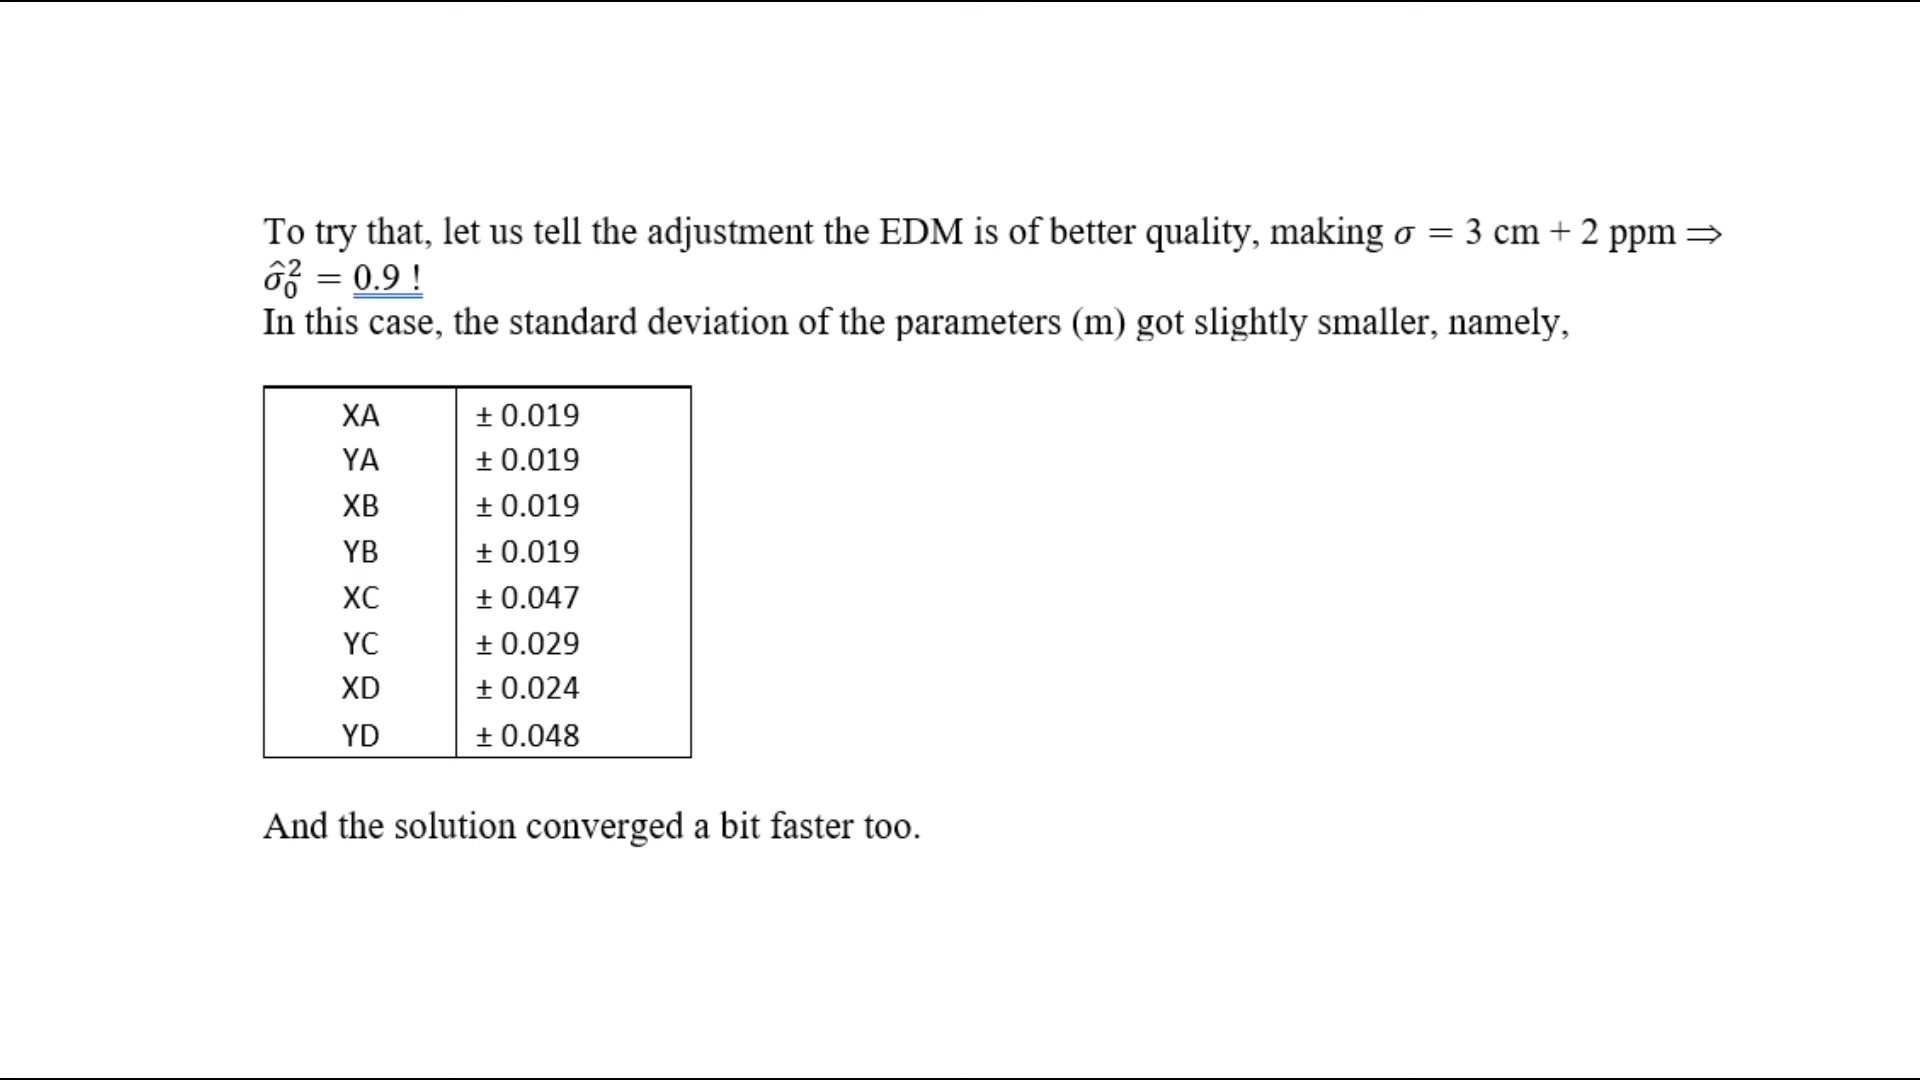 To try that, let us tell the adjustment the EDM is of better quality, making σ = 3 cm + 2 ppm ⇒
σ̂₀² = 0.9 !
In this case, the standard deviation of the parameters (m) got slightly smaller, namely,
XA ± 0.019
YA ± 0.019
XB ± 0.019
YB ± 0.019
XC ± 0.047
YC ± 0.029
XD ± 0.024
YD ± 0.048
And the solution converged a bit faster too.